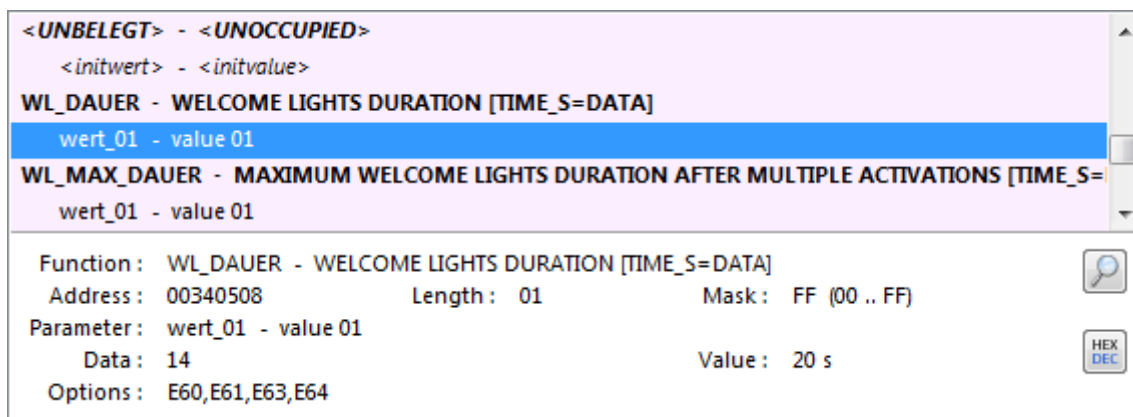 <UNBELEGT> - <UNOCCUPIED>
<initwert> - <initvalue>
WL_DAUER - WELCOME LIGHTS DURATION [TIME_S=DATA]
wert_01 - value 01
WL_MAX_DAUER - MAXIMUM WELCOME LIGHTS DURATION AFTER MULTIPLE ACTIVATIONS [TIME_S=
wert_01 - value 01
Function : WL_DAUER - WELCOME LIGHTS DURATION [TIME_S=DATA]
Address : 00340508 Length : 01 Mask : FF (00 .. FF)
Parameter : wert_01 - value 01
Data : 14 Value : 20 s
HEX
DEC
Options : E60,E61,E63,E64